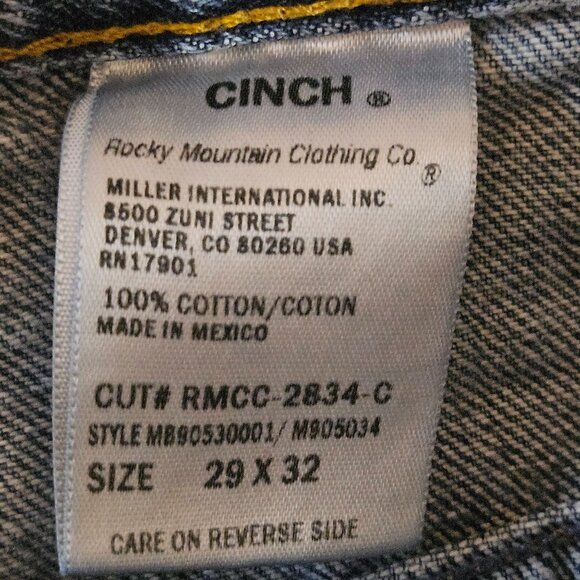 CINCH ®
Rocky Mountain Clothing Co. ®
MILLER INTERNATIONAL INC.
8500 ZUNI STREET
DENVER, CO 80260 USA
RN17901
100% COTTON/COTON
MADE IN MEXICO
CUT# RMCC-2834-C
STYLE MB90530001/ M905034
SIZE 29 X 32
CARE ON REVERSE SIDE